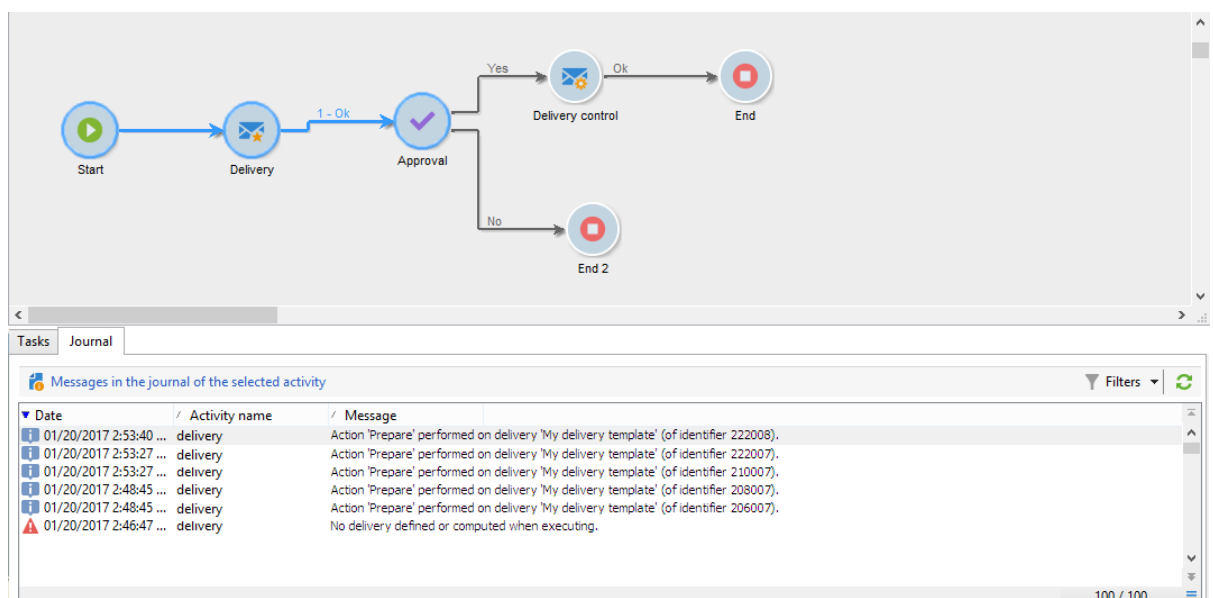 Yes
Ok
1 - Ok
Delivery control
End
Approval
Start
Delivery
No
End 2
Tasks Journal
Messages in the journal of the selected activity Filters
Date Activity name Message
01/20/2017 2:53:40 ... delivery Action 'Prepare' performed on delivery 'My delivery template' (of identifier 222008).
01/20/2017 2:53:27 ... delivery Action 'Prepare' performed on delivery 'My delivery template' (of identifier 222007).
01/20/2017 2:53:27 ... delivery Action 'Prepare' performed on delivery 'My delivery template' (of identifier 210007).
01/20/2017 2:48:45 ... delivery Action 'Prepare' performed on delivery 'My delivery template' (of identifier 208007).
01/20/2017 2:48:45 ... delivery Action 'Prepare' performed on delivery 'My delivery template' (of identifier 206007).
01/20/2017 2:46:47 ... delivery No delivery defined or computed when executing.
100 / 100